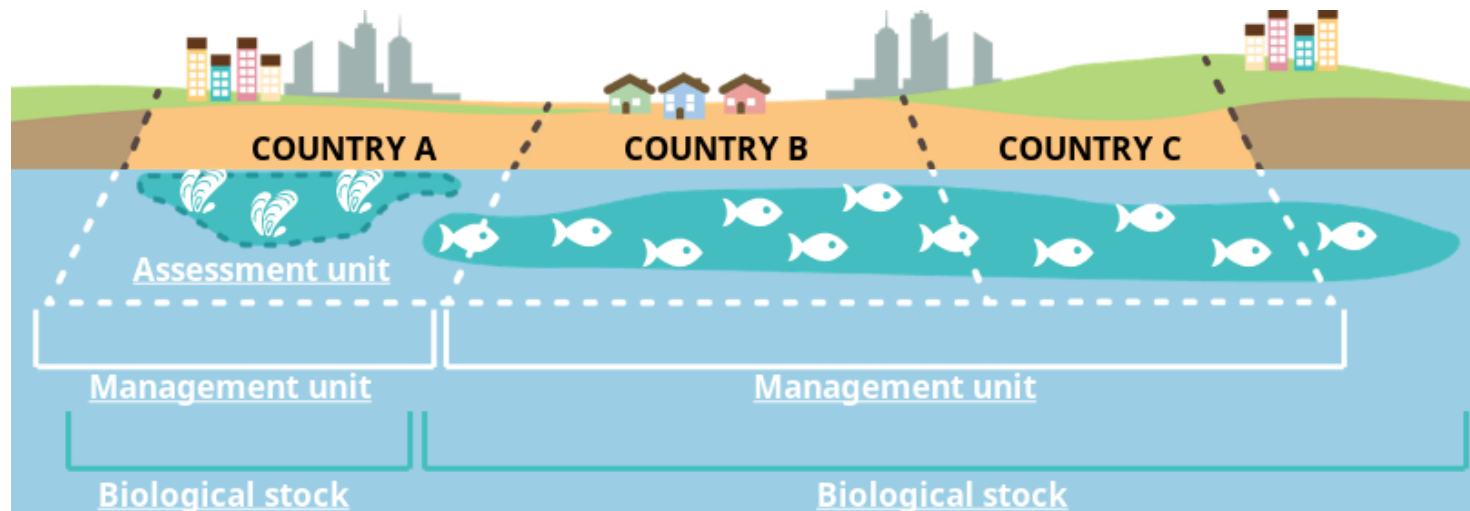 COUNTRY A
COUNTRY B
COUNTRY C
Assessment unit
Management unit
Management unit
Biological stock
Biological stock